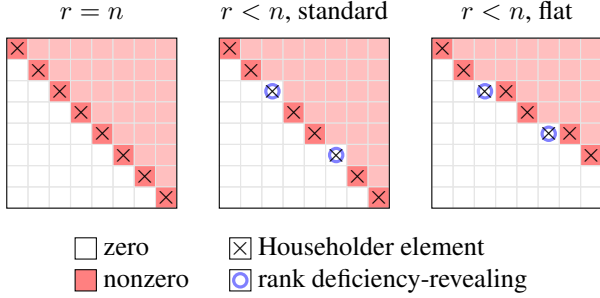 r = n
r < n, standard
r < n, flat
zero
Householder element
nonzero
rank deficiency-revealing